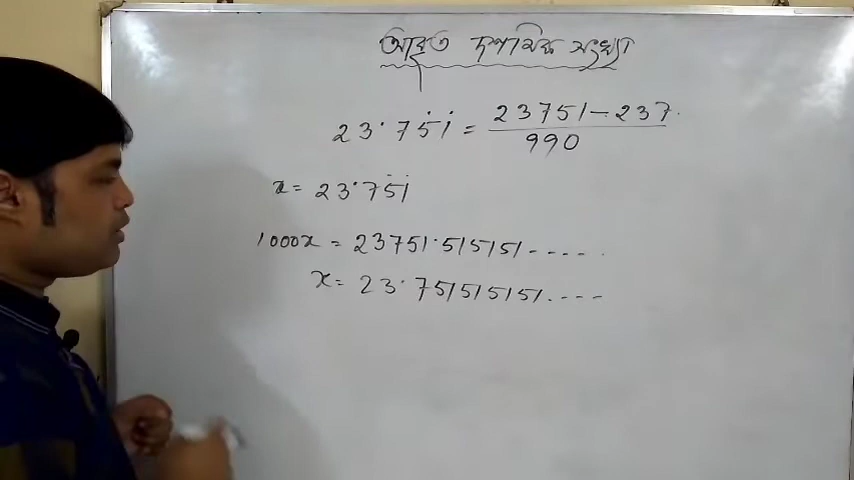 আবৃত দশমিক সংখ্যা
23.75̇1̇ = (23751 - 237) / 990
x = 23.75̇1̇
1000x = 23751.515151.....
x = 23.751515151.....